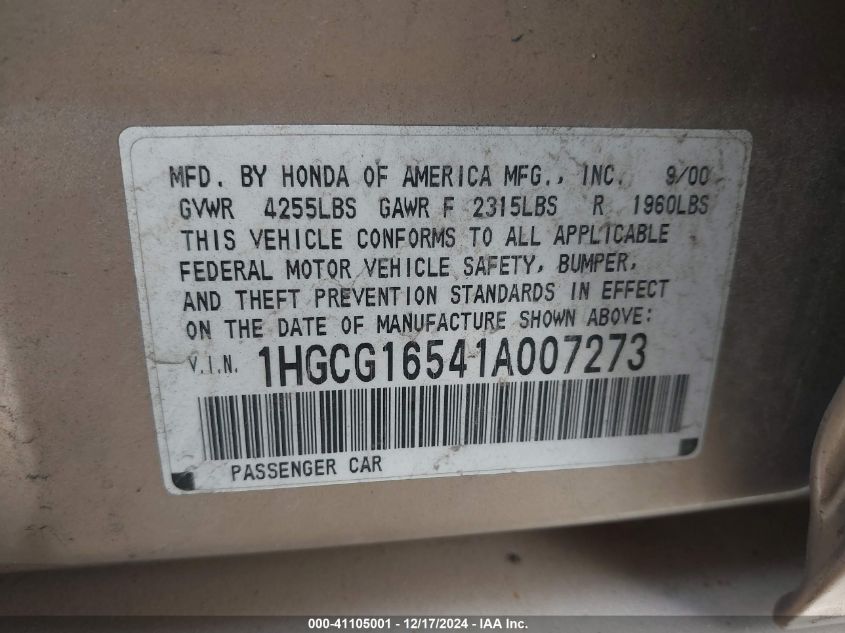 MFD. BY HONDA OF AMERICA MFG., INC. 9/00
GVWR 4255LBS GAWR F 2315LBS R 1960LBS
THIS VEHICLE CONFORMS TO ALL APPLICABLE
FEDERAL MOTOR VEHICLE SAFETY, BUMPER,
AND THEFT PREVENTION STANDARDS IN EFFECT
ON THE DATE OF MANUFACTURE SHOWN ABOVE:
V.I.N. 1HGCG16541A007273
PASSENGER CAR
000-41105001 - 12/17/2024 - IAA Inc.